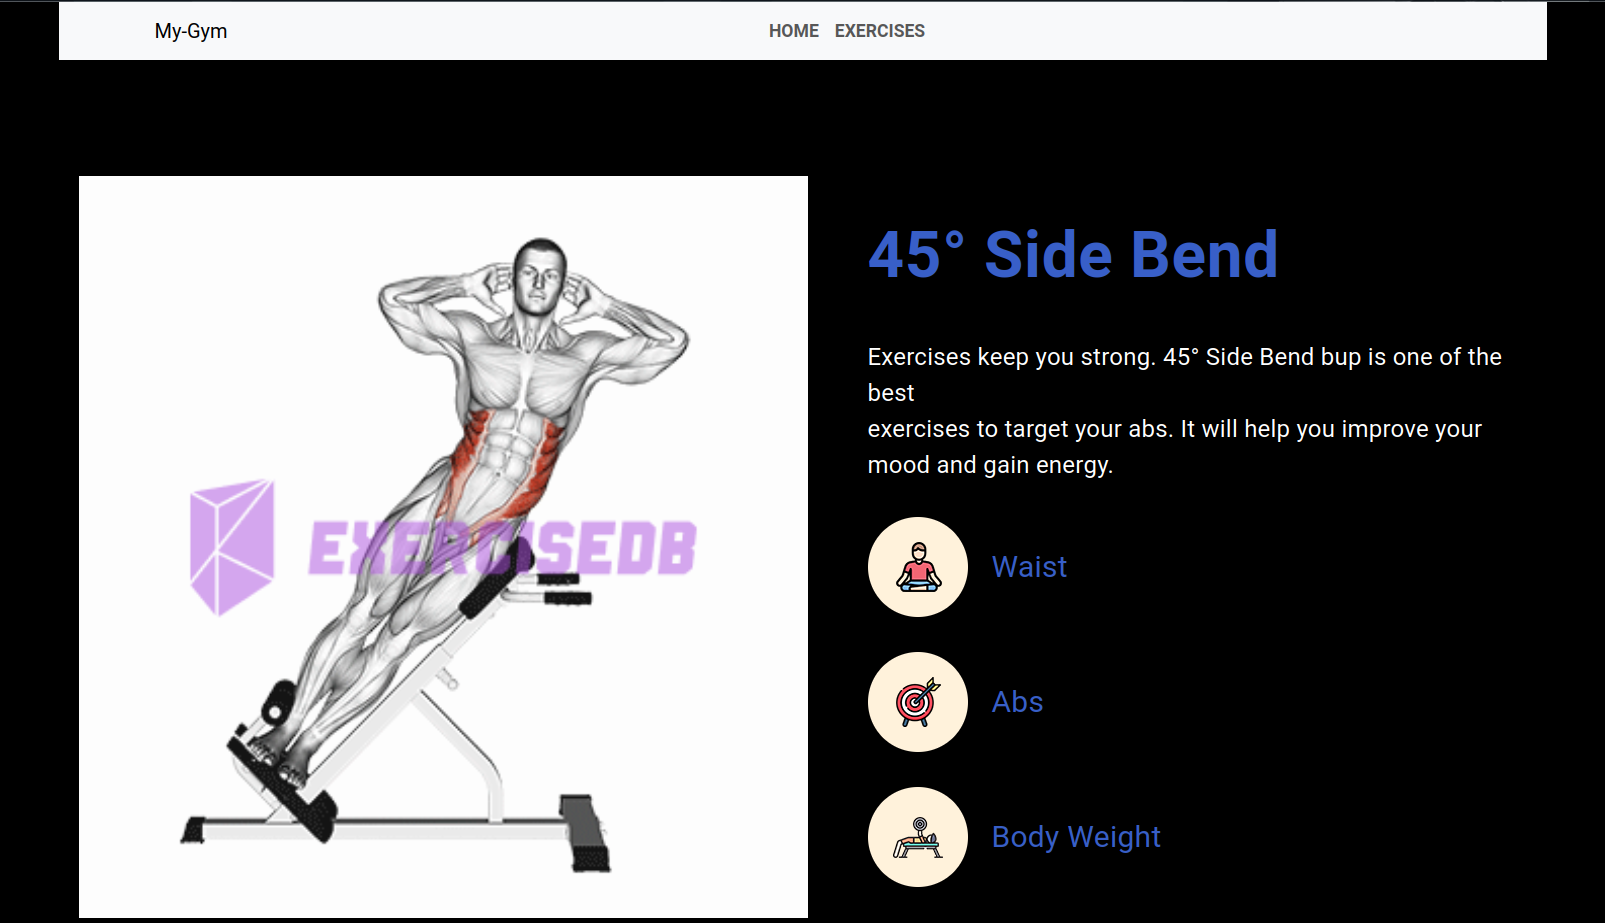 My-Gym
HOME EXERCISES
45° Side Bend
Exercises keep you strong. 45° Side Bend bup is one of the
best
exercises to target your abs. It will help you improve your
mood and gain energy.
EXERCISEDB
Waist
Abs
Body Weight